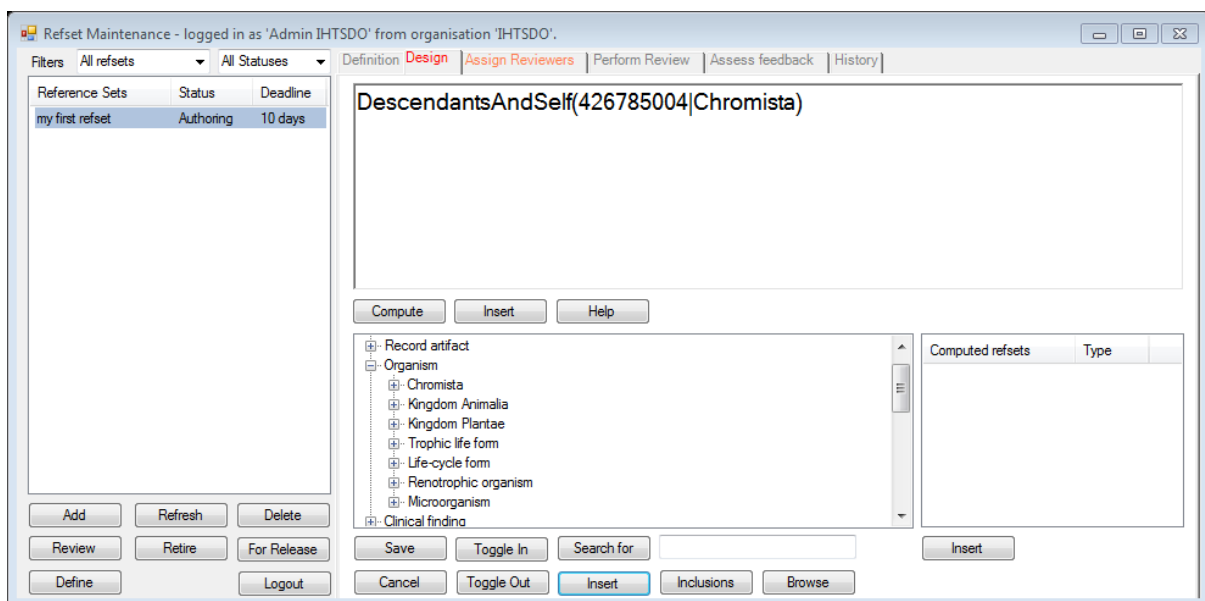 Refset Maintenance - logged in as 'Admin IHTSDO' from organisation 'IHTSDO'.
Filters All refsets All Statuses
Reference Sets Status Deadline
my first refset Authoring 10 days
Add Refresh Delete
Review Retire For Release
Define Logout
Definition Design Assign Reviewers Perform Review Assess feedback History
DescendantsAndSelf(426785004|Chromista)
Compute Insert Help
Record artifact
Organism
Chromista
Kingdom Animalia
Kingdom Plantae
Trophic life form
Life-cycle form
Renotrophic organism
Microorganism
Clinical finding
Computed refsets Type
Save Toggle In Search for Insert
Cancel Toggle Out Insert Inclusions Browse